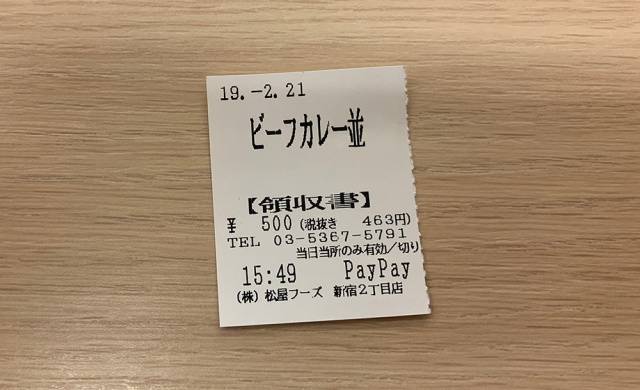 19.-2.21
ビーフカレー並
【領収書】
¥ 500(税抜き 463円)
TEL 03-5367-5791
当日当所のみ有効／切り
15:49 PayPay
(株)松屋フーズ 新宿2丁目店